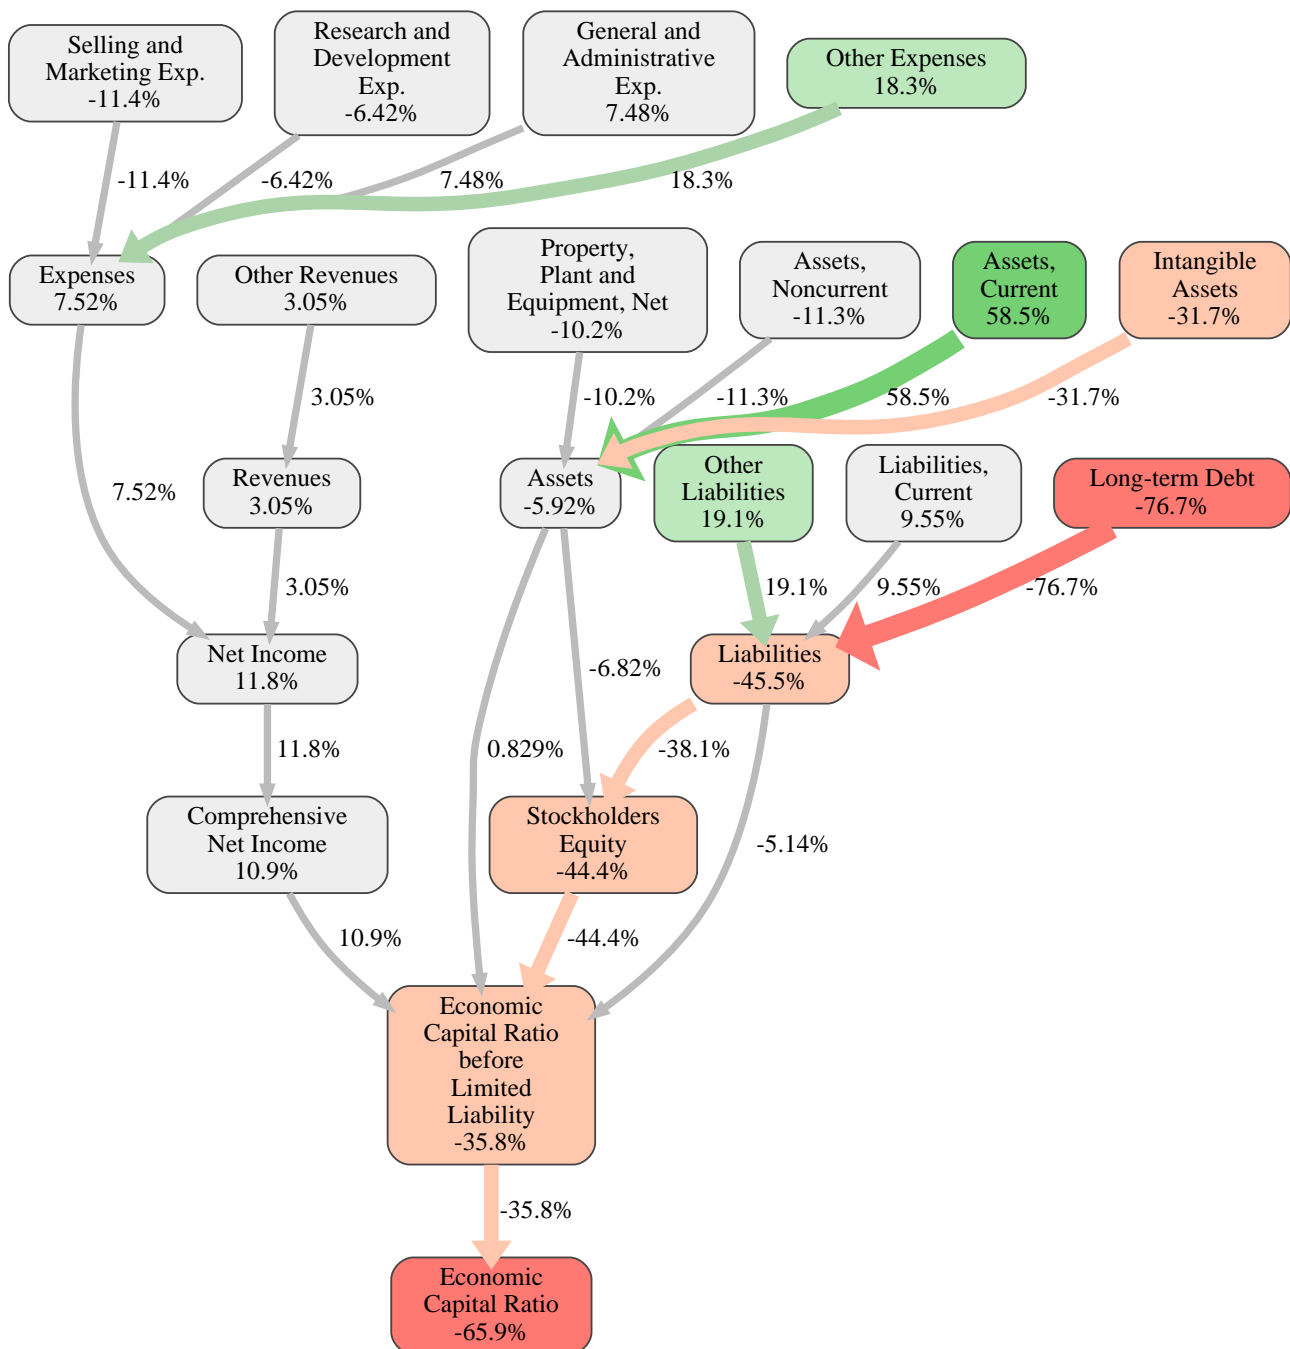 Selling and
Marketing Exp.
-11.4%
Research and
Development
Exp.
-6.42%
General and
Administrative
Exp.
7.48%
Other Expenses
18.3%
-11.4%
-6.42%
7.48%
18.3%
Expenses
7.52%
Other Revenues
3.05%
Property,
Plant and
Equipment, Net
-10.2%
Assets,
Noncurrent
-11.3%
Assets,
Current
58.5%
Intangible
Assets
-31.7%
3.05%
-10.2%
-11.3%
58.5%
-31.7%
7.52%
Revenues
3.05%
Assets
-5.92%
Other
Liabilities
19.1%
Liabilities,
Current
9.55%
Long-term Debt
-76.7%
3.05%
19.1%
9.55%
-76.7%
Net Income
11.8%
-6.82%
Liabilities
-45.5%
11.8%
0.829%
-38.1%
Comprehensive
Net Income
10.9%
Stockholders
Equity
-44.4%
-5.14%
10.9%
-44.4%
Economic
Capital Ratio
before
Limited
Liability
-35.8%
-35.8%
Economic
Capital Ratio
-65.9%